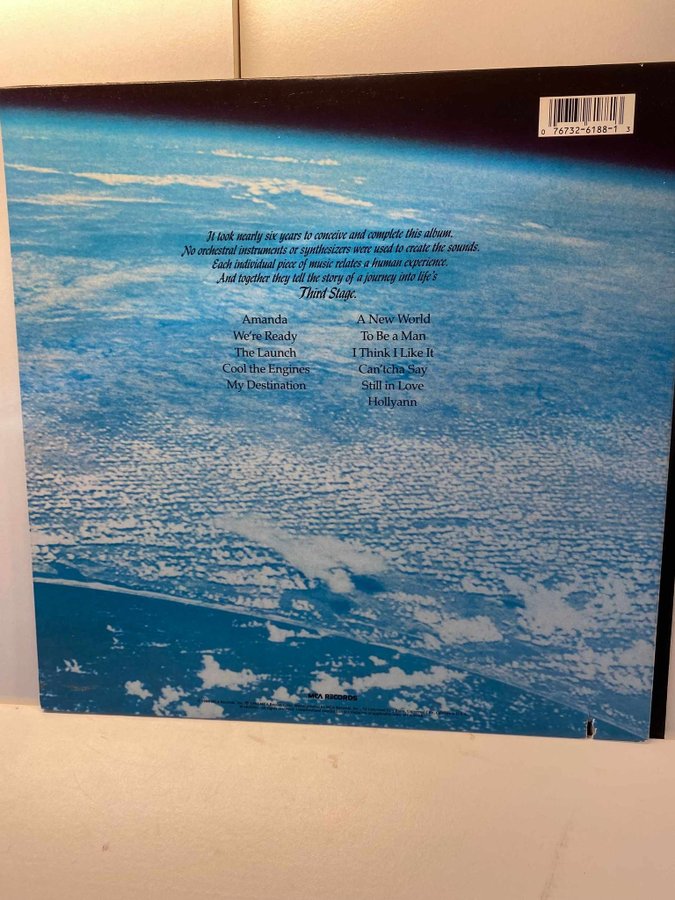 0 76732-6188-1 3
It took nearly six years to conceive and complete this album.
No orchestral instruments or synthesizers were used to create the sounds.
Each individual piece of music relates a human experience.
And together they tell the story of a journey into life's
Third Stage.
Amanda
We're Ready
The Launch
Cool the Engines
My Destination
A New World
To Be a Man
I Think I Like It
Can'tcha Say
Still in Love
Hollyann
MCA RECORDS